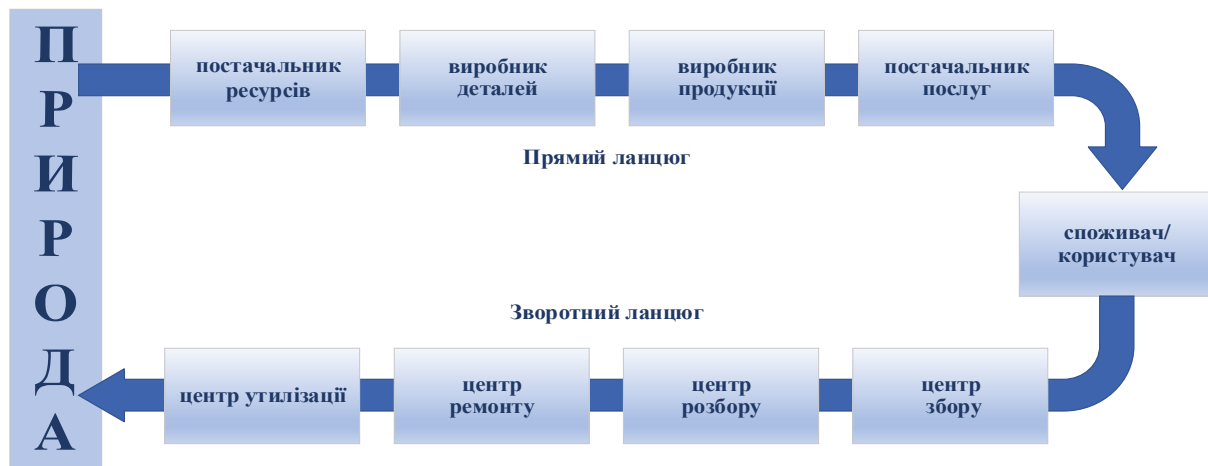 ПРИРОДА
постачальник
ресурсів
виробник
деталей
виробник
продукції
постачальник
послуг
Прямий ланцюг
споживач/
користувач
Зворотний ланцюг
центр утилізації
центр
ремонту
центр
розбору
центр
збору